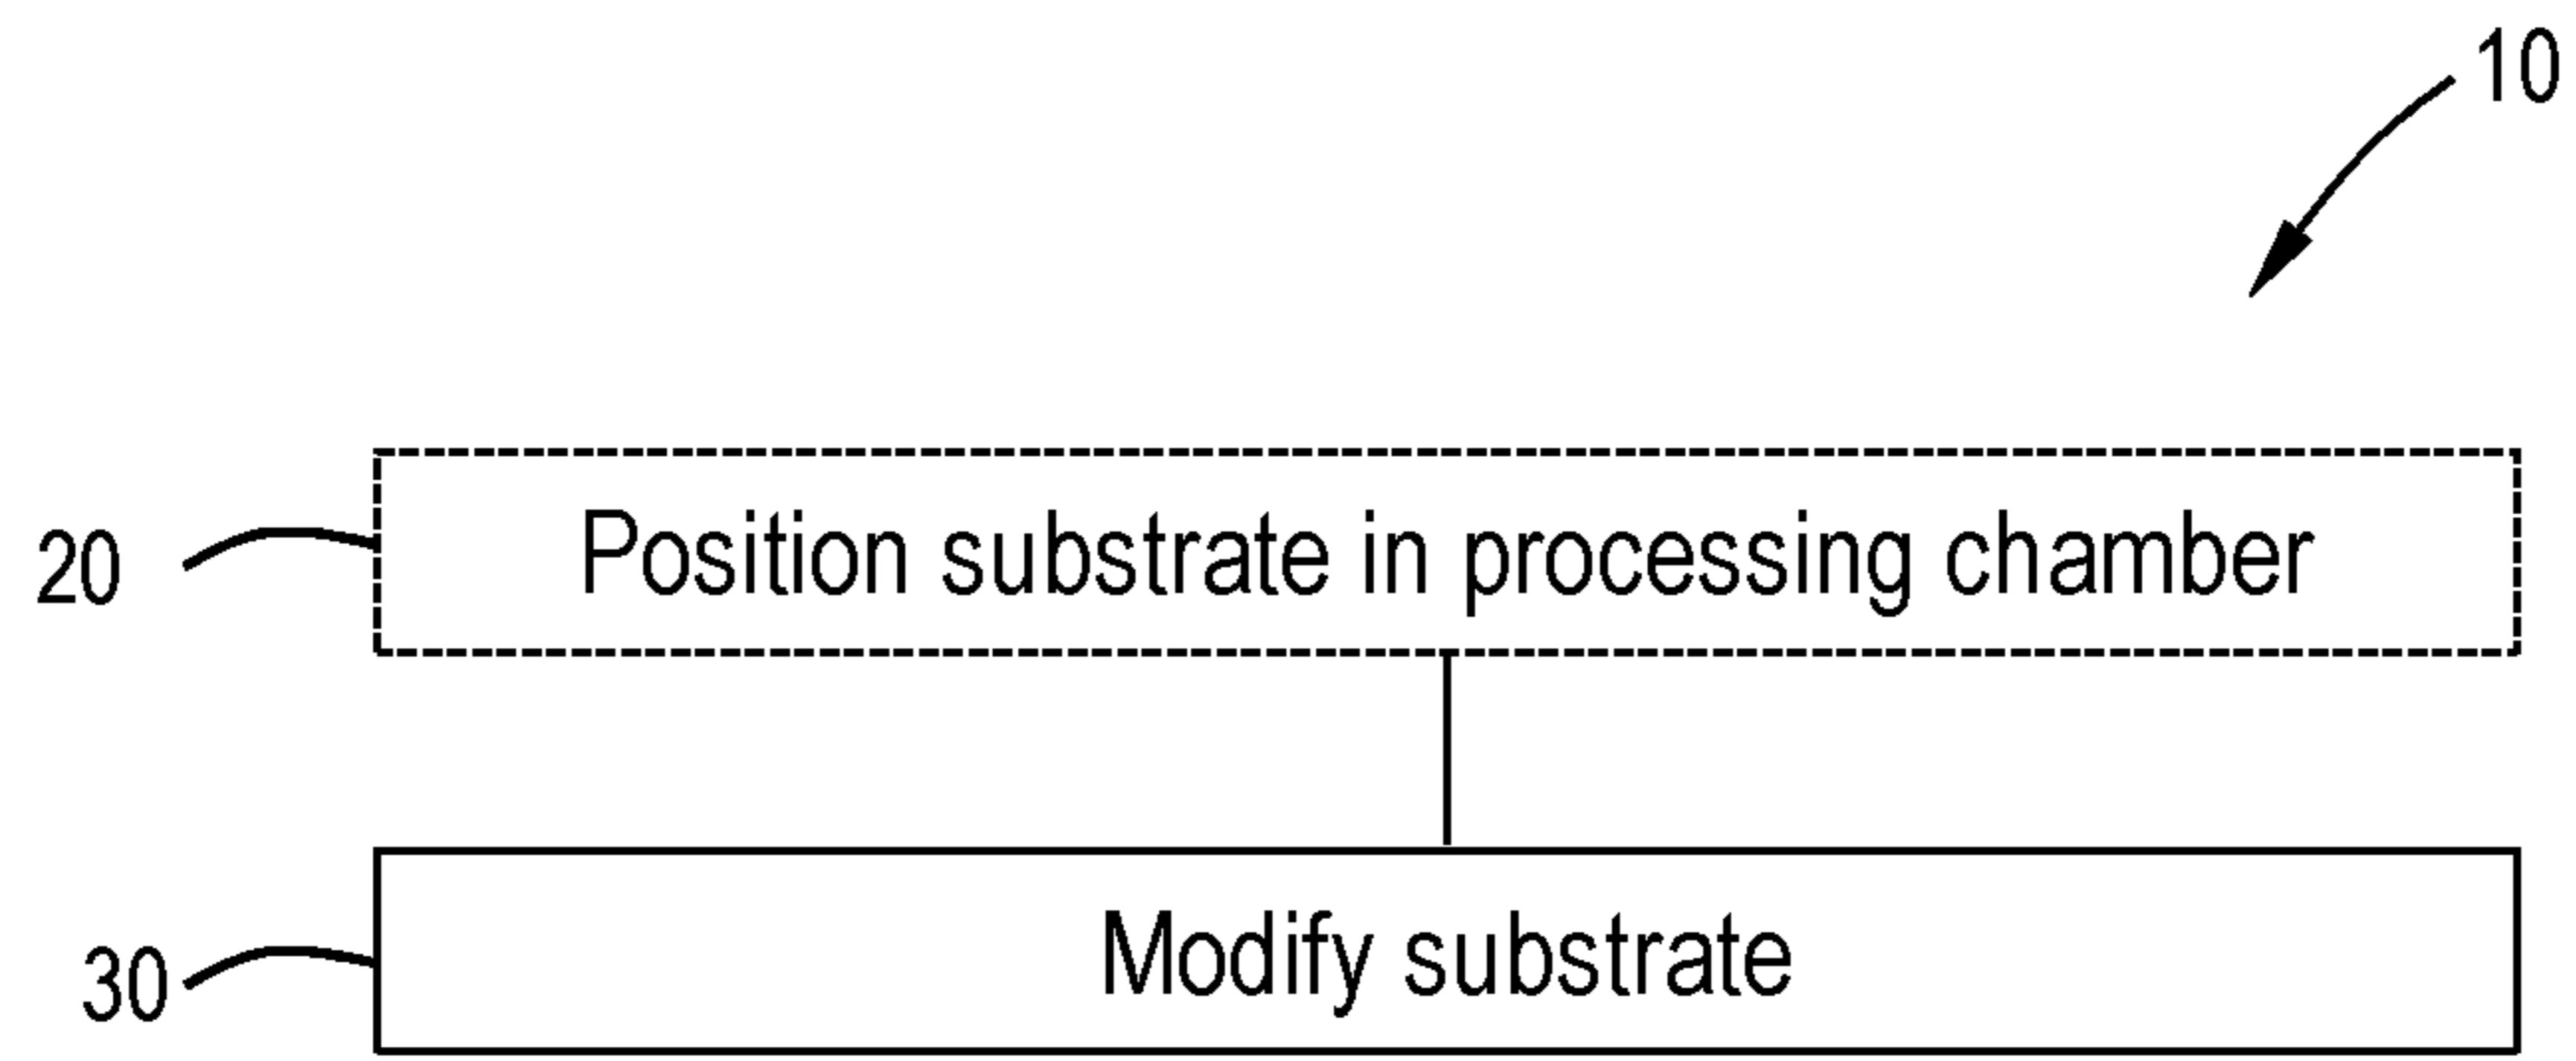 10
20 Position substrate in processing chamber
30 Modify substrate